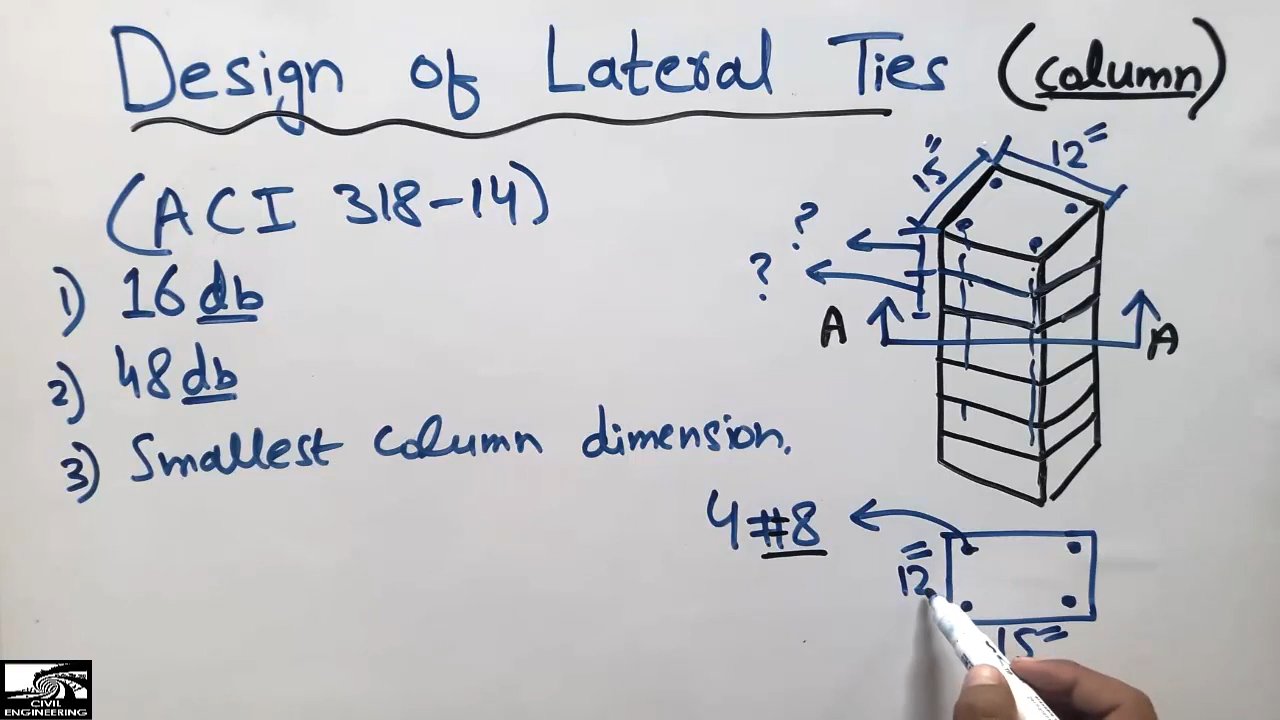 Design of Lateral Ties (column)
(ACI 318-14)
1) 16 db
2) 48 db
3) Smallest column dimension.
15"
12"
?
?
A
A
4 #8
12"
15"
CIVIL
ENGINEERING